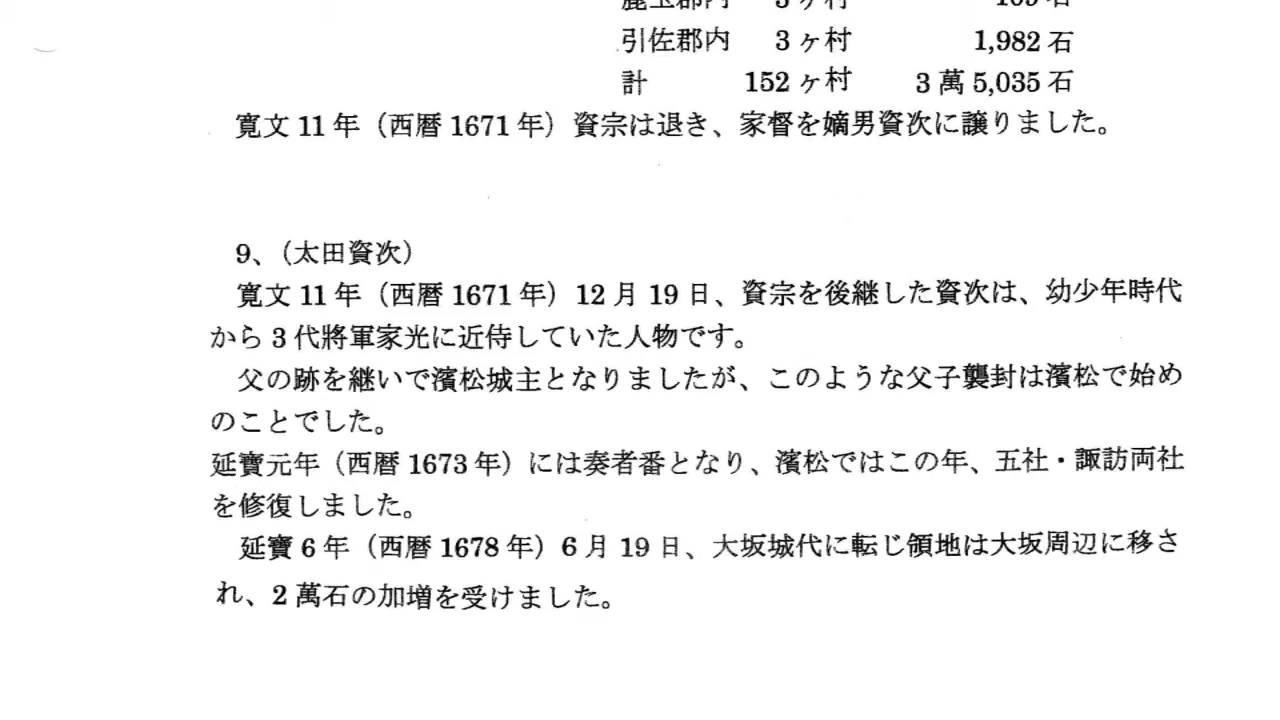 引佐郡内 3ヶ村 1,982石
計 152ヶ村 3萬5,035石
寛文11年（西暦1671年）資宗は退き、家督を嫡男資次に譲りました。
9、（太田資次）
寛文11年（西暦1671年）12月19日、資宗を後継した資次は、幼少年時代
から3代將軍家光に近侍していた人物です。
父の跡を継いで濱松城主となりましたが、このような父子襲封は濱松で始め
のことでした。
延寶元年（西暦1673年）には奏者番となり、濱松ではこの年、五社・諏訪両社
を修復しました。
延寶6年（西暦1678年）6月19日、大坂城代に転じ領地は大坂周辺に移さ
れ、2萬石の加増を受けました。